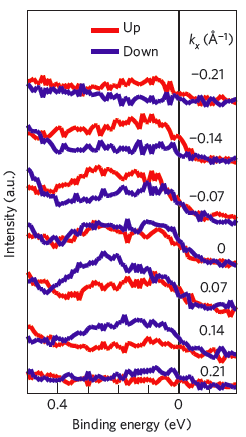 Up
Down
kₓ (Å⁻¹)
−0.21
−0.14
−0.07
0
0.07
0.14
0.21
Intensity (a.u.)
0.4 0
Binding energy (eV)